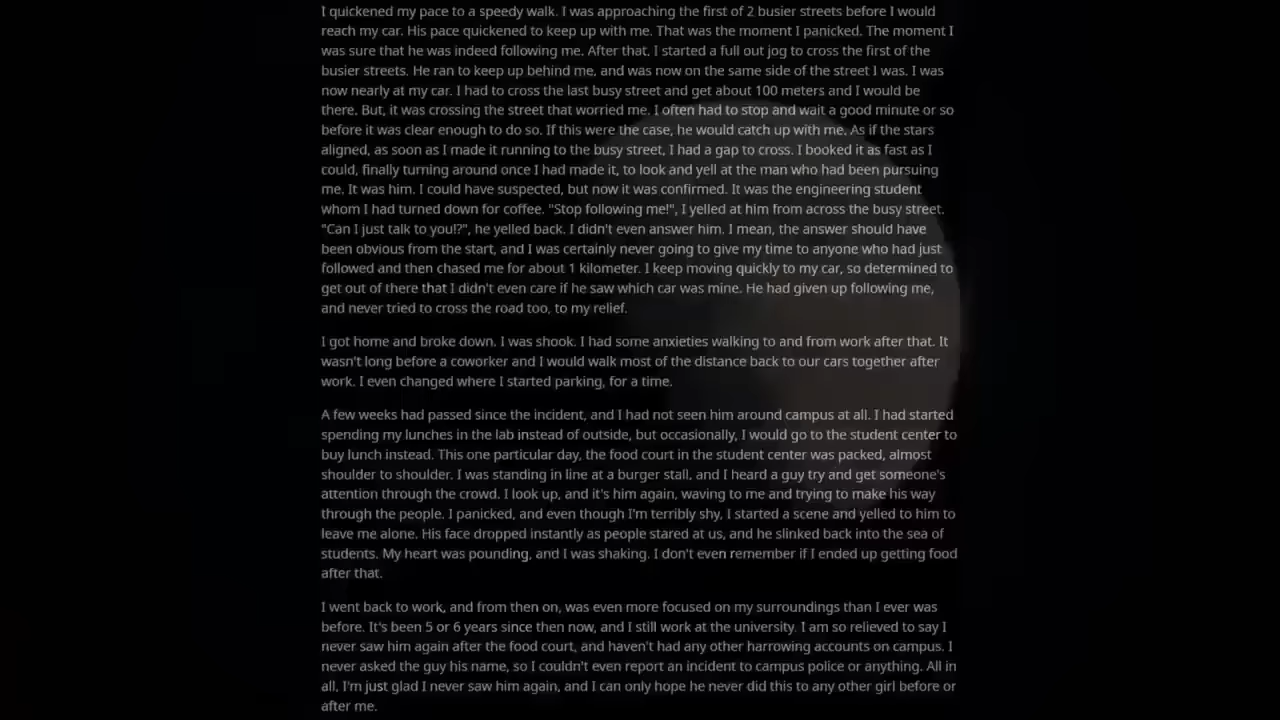 I quickened my pace to a speedy walk. I was approaching the first of 2 busier streets before I would
reach my car. His pace quickened to keep up with me. That was the moment I panicked. The moment I
was sure that he was indeed following me. After that, I started a full out jog to cross the first of the
busier streets. He ran to keep up behind me, and was now on the same side of the street I was. I was
now nearly at my car. I had to cross the last busy street and get about 100 meters and I would be
there. But, it was crossing the street that worried me. I often had to stop and wait a good minute or so
before it was clear enough to do so. If this were the case, he would catch up with me. As if the stars
aligned, as soon as I made it running to the busy street, I had a gap to cross. I booked it as fast as I
could, finally turning around once I had made it, to look and yell at the man who had been pursuing
me. It was him. I could have suspected, but now it was confirmed. It was the engineering student
whom I had turned down for coffee. "Stop following me!", I yelled at him from across the busy street.
"Can I just talk to you!?", he yelled back. I didn't even answer him. I mean, the answer should have
been obvious from the start, and I was certainly never going to give my time to anyone who had just
followed and then chased me for about 1 kilometer. I keep moving quickly to my car, so determined to
get out of there that I didn't even care if he saw which car was mine. He had given up following me,
and never tried to cross the road too, to my relief.
I got home and broke down. I was shook. I had some anxieties walking to and from work after that. It
wasn't long before a coworker and I would walk most of the distance back to our cars together after
work. I even changed where I started parking, for a time.
A few weeks had passed since the incident, and I had not seen him around campus at all. I had started
spending my lunches in the lab instead of outside, but occasionally, I would go to the student center to
buy lunch instead. This one particular day, the food court in the student center was packed, almost
shoulder to shoulder. I was standing in line at a burger stall, and I heard a guy try and get someone's
attention through the crowd. I look up, and it's him again, waving to me and trying to make his way
through the people. I panicked, and even though I'm terribly shy, I started a scene and yelled to him to
leave me alone. His face dropped instantly as people stared at us, and he slinked back into the sea of
students. My heart was pounding, and I was shaking. I don't even remember if I ended up getting food
after that.
I went back to work, and from then on, was even more focused on my surroundings than I ever was
before. It's been 5 or 6 years since then now, and I still work at the university. I am so relieved to say I
never saw him again after the food court, and haven't had any other harrowing accounts on campus. I
never asked the guy his name, so I couldn't even report an incident to campus police or anything. All in
all, I'm just glad I never saw him again, and I can only hope he never did this to any other girl before or
after me.